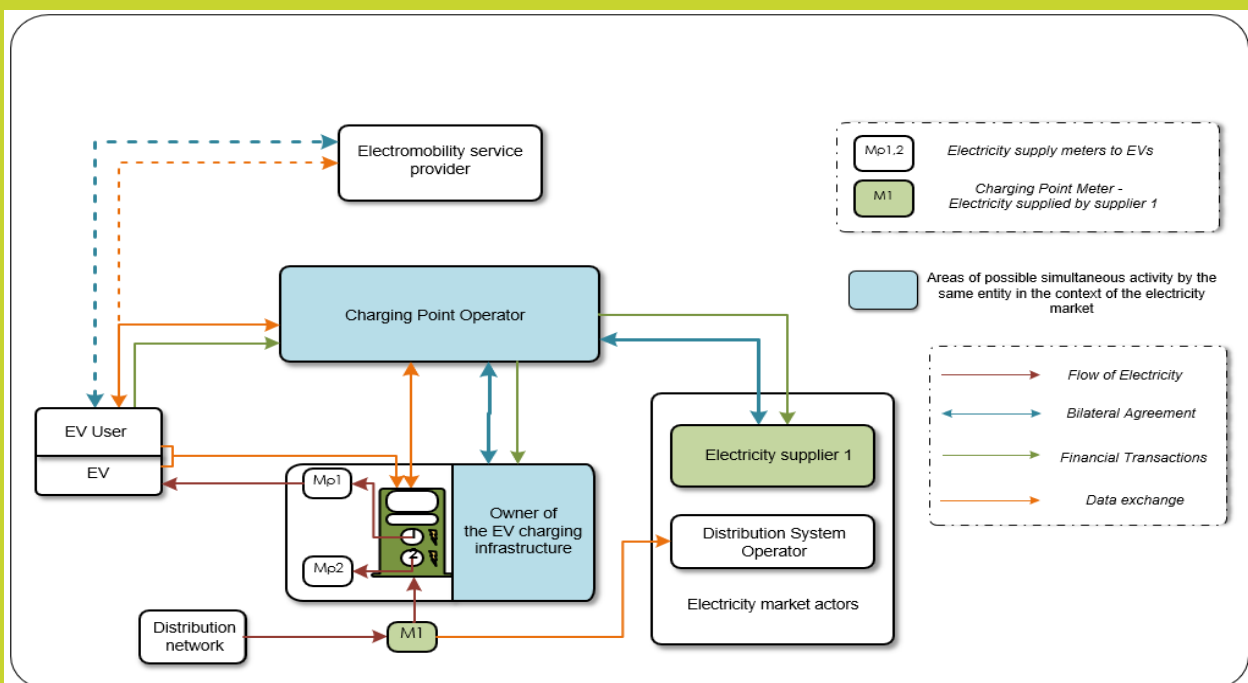 Electromobility service
provider
Mp1,2
Electricity supply meters to EVs
M1
Charging Point Meter -
Electricity supplied by supplier 1
Areas of possible simultaneous activity by the
same entity in the context of the electricity
market
Charging Point Operator
Flow of Electricity
Bilateral Agreement
Financial Transactions
Data exchange
EV User
EV
Electricity supplier 1
Mp1
1
2
Mp2
Owner of
the EV charging
infrastructure
Distribution System
Operator
Electricity market actors
Distribution
network
M1